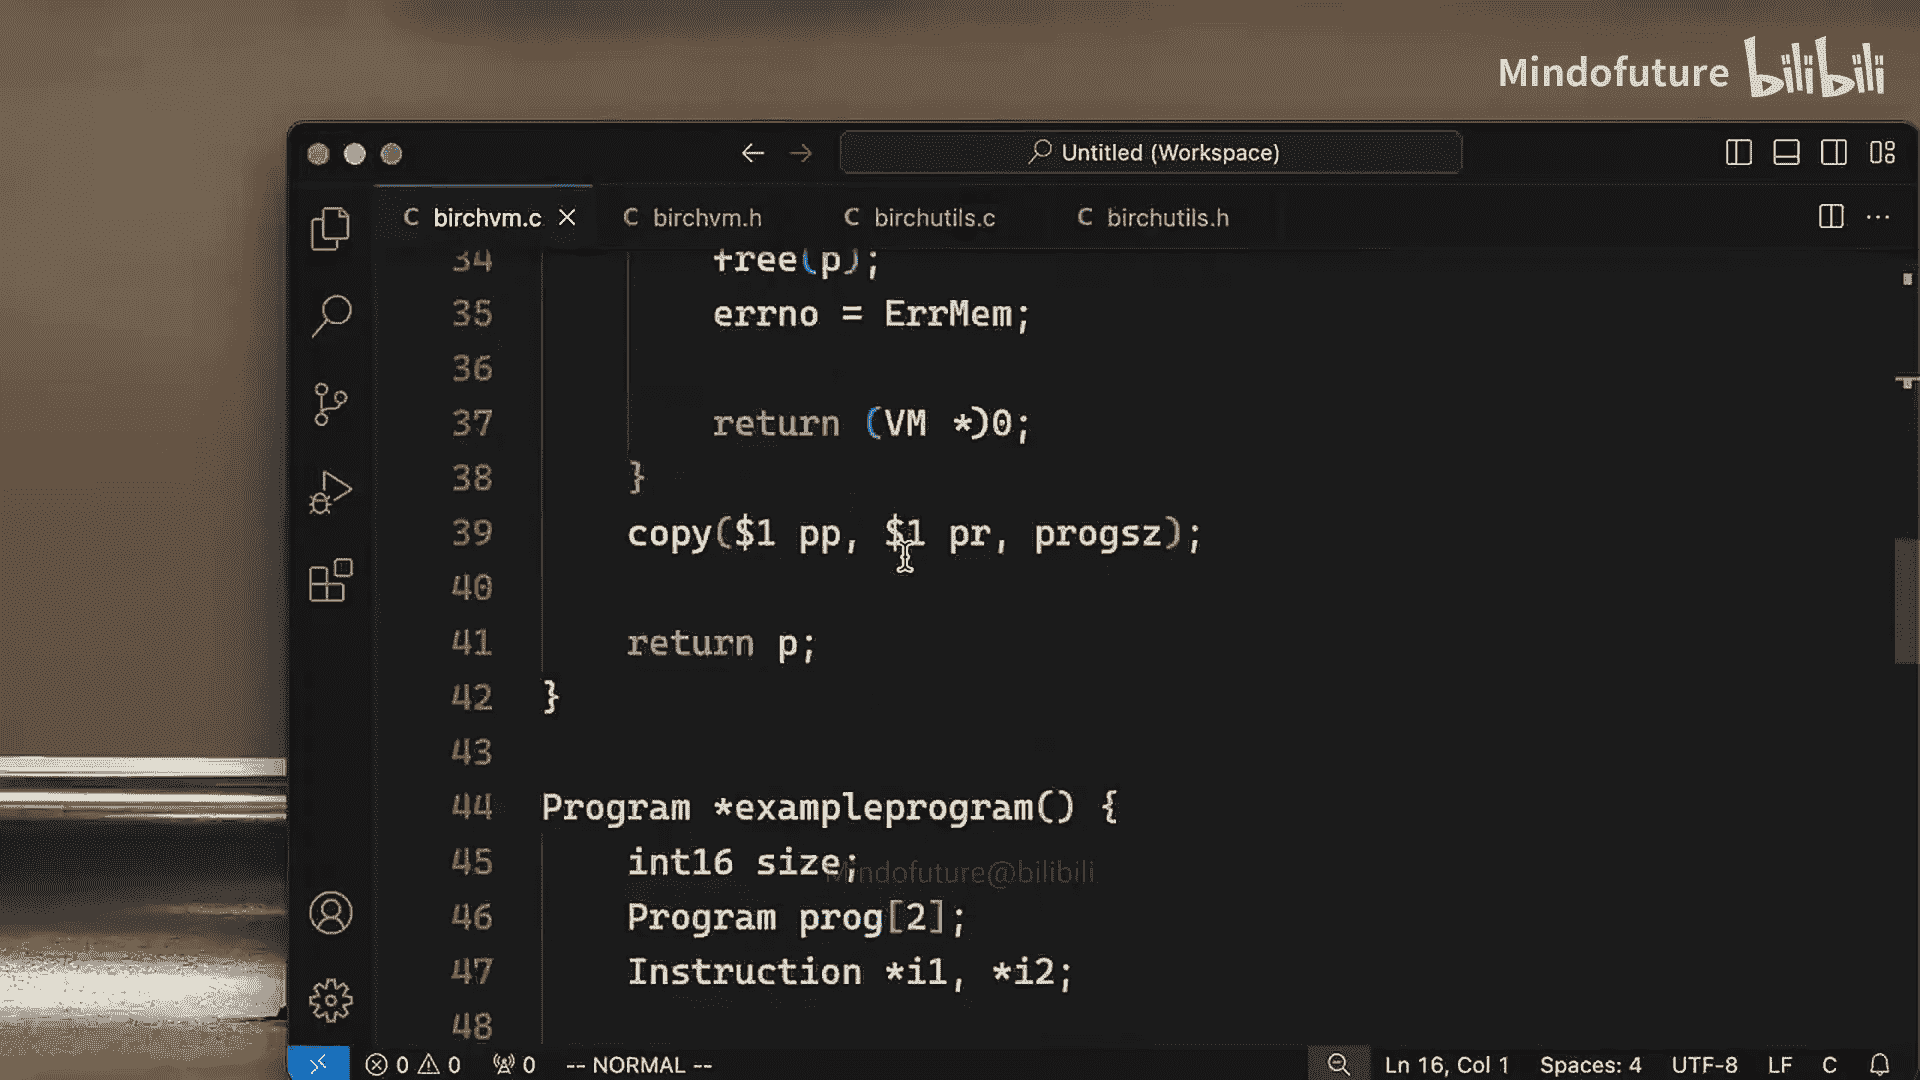 Mindofuture bilibili
Untitled (Workspace)
C birchvm.c
C birchvm.h
C birchutils.c
C birchutils.h
34 free(p);
35 errno = ErrMem;
36
37 return (VM *)0;
38 }
39 copy($1 pp, $1 pr, progsz);
40
41 return p;
42 }
43
44 Program *exampleprogram() {
45 int16 size;
Mindofuture@bilibili
46 Program prog[2];
47 Instruction *i1, *i2;
48
0 0 0 -- NORMAL -- Ln 16, Col 1 Spaces: 4 UTF-8 LF C